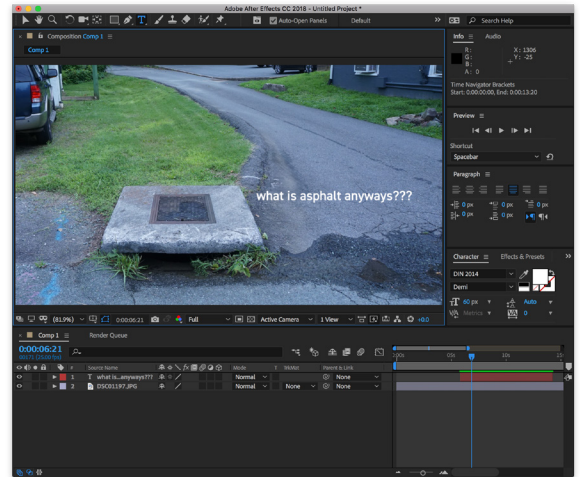 Adobe After Effects CC 2018 - Untitled Project *
Auto-Open Panels
Default
Search Help
Composition Comp 1
Comp 1
what is asphalt anyways???
(81.9%)
0:00:06:21
Full
Active Camera
1 View
+0.0
Info
Audio
R:
G:
B:
A: 0
X: 1306
Y: -25
Time Navigator Brackets
Start: 0:00:00:00, End: 0:00:13:20
Preview
Shortcut
Spacebar
Paragraph
0 px
0 px
0 px
0 px
0 px
Character
Effects & Presets
DIN 2014
Demi
60 px
Auto
Metrics
0
Comp 1
Render Queue
0:00:06:21
#
Source Name
Mode
T
TrkMat
Parent & Link
1
T
what is...anyways???
Normal
None
2
DSC01197.JPG
Normal
None
None
05s
10s